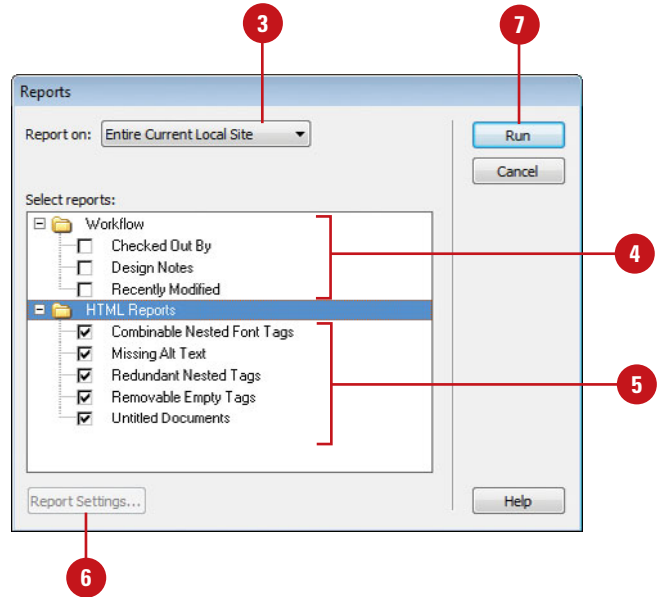 3
7
Reports
Report on:
Entire Current Local Site
Run
Cancel
Select reports:
Workflow
Checked Out By
Design Notes
Recently Modified
4
HTML Reports
Combinable Nested Font Tags
Missing Alt Text
Redundant Nested Tags
Removable Empty Tags
Untitled Documents
5
Report Settings...
Help
6